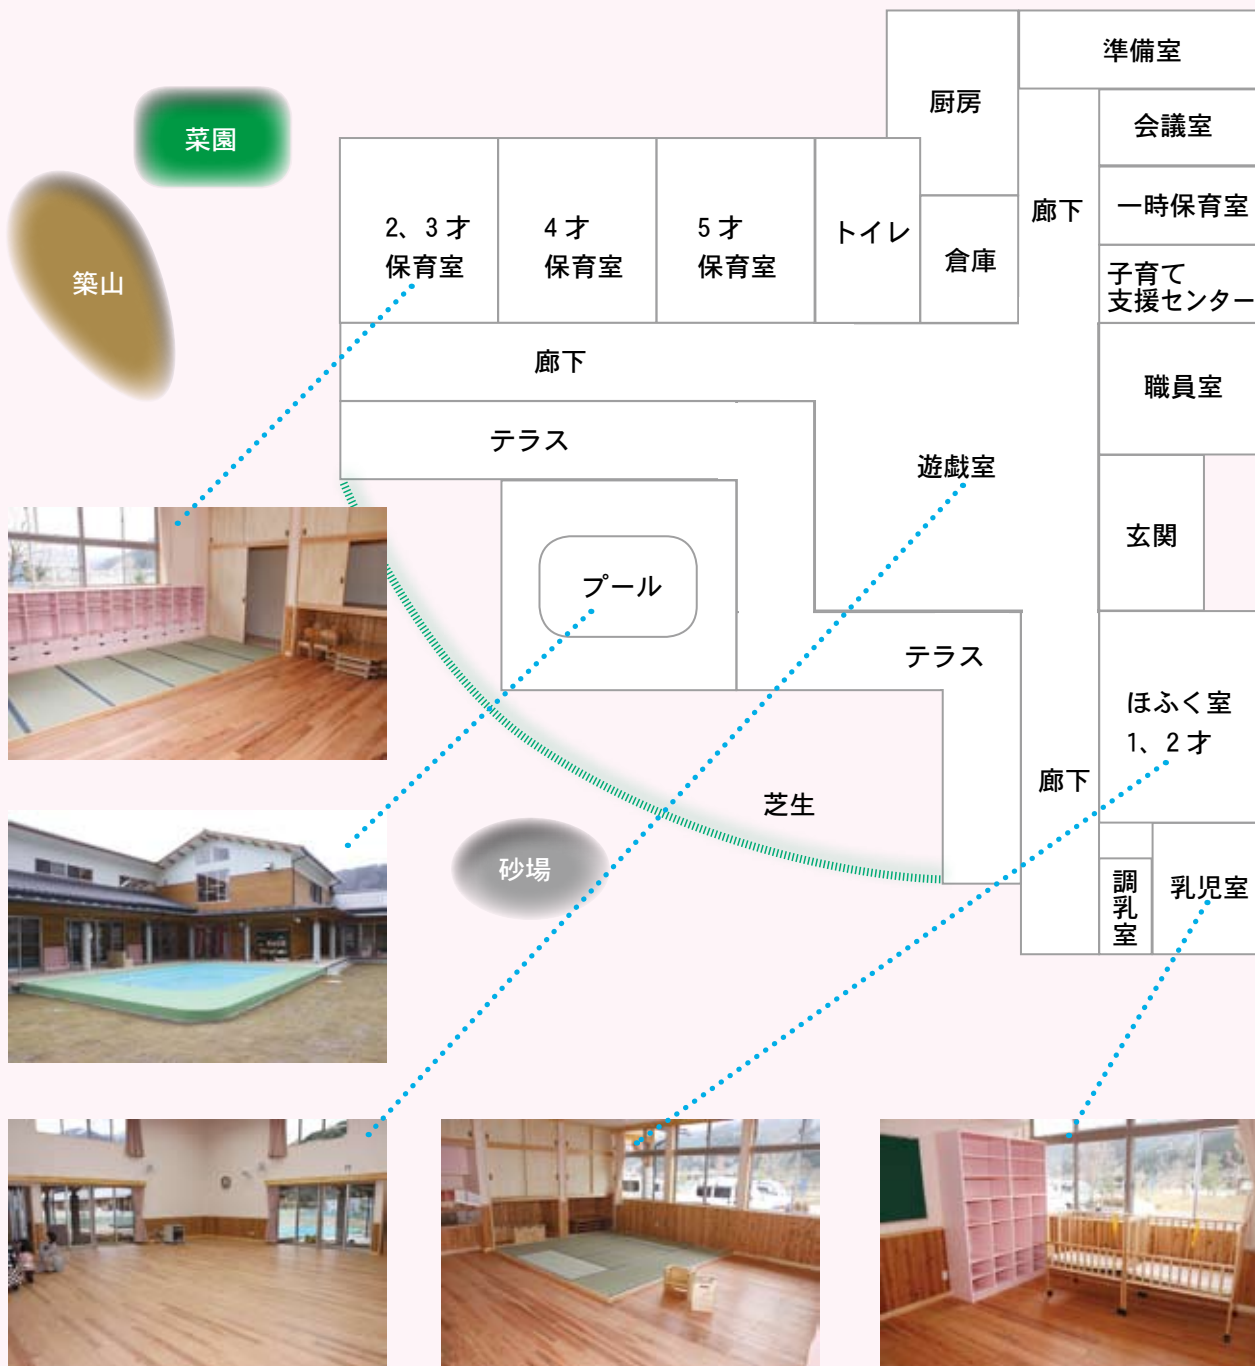 準備室
厨房
会議室
菜園
一時保育室
廊下
2、3才
保育室
4才
保育室
5才
保育室
トイレ
倉庫
子育て
支援センター
築山
廊下
職員室
テラス
遊戯室
玄関
プール
テラス
ほふく室
1、2才
廊下
芝生
砂場
調乳室
乳児室